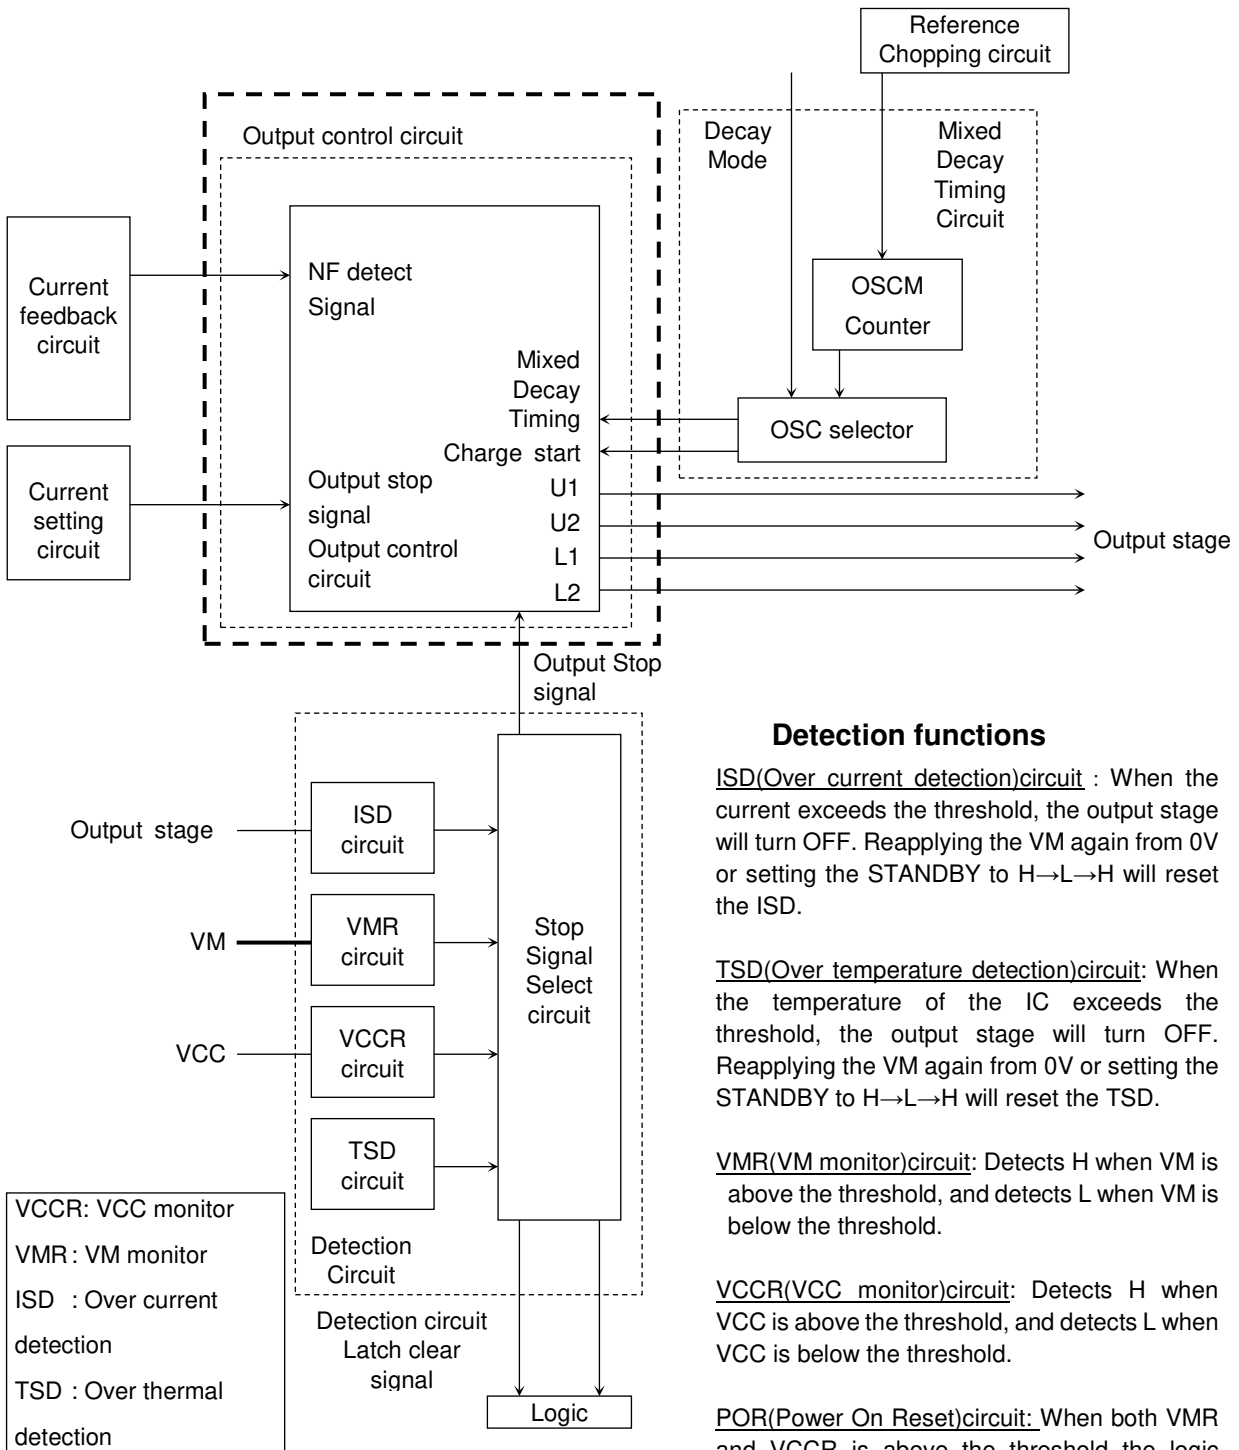 Reference
Chopping circuit
Output control circuit
Decay
Mode
Mixed
Decay
Timing
Circuit
Current
feedback
circuit
NF detect
Signal
OSCM
Counter
Mixed
Decay
Timing
OSC selector
Charge start
Current
setting
circuit
Output stop
signal
Output control
circuit
U1
U2
L1
L2
Output stage
Output Stop
signal
Output stage
ISD
circuit
VM
VMR
circuit
VCC
VCCR
circuit
TSD
circuit
Stop
Signal
Select
circuit
Detection
Circuit
Detection circuit
Latch clear
signal
Logic
VCCR: VCC monitor
VMR : VM monitor
ISD : Over current
detection
TSD : Over thermal
detection
Detection functions
ISD(Over current detection)circuit : When the
current exceeds the threshold, the output stage
will turn OFF. Reapplying the VM again from 0V
or setting the STANDBY to H→L→H will reset
the ISD.
TSD(Over temperature detection)circuit: When
the temperature of the IC exceeds the
threshold, the output stage will turn OFF.
Reapplying the VM again from 0V or setting the
STANDBY to H→L→H will reset the TSD.
VMR(VM monitor)circuit: Detects H when VM is
above the threshold, and detects L when VM is
below the threshold.
VCCR(VCC monitor)circuit: Detects H when
VCC is above the threshold, and detects L when
VCC is below the threshold.
POR(Power On Reset)circuit: When both VMR
and VCCR is above the threshold the logic